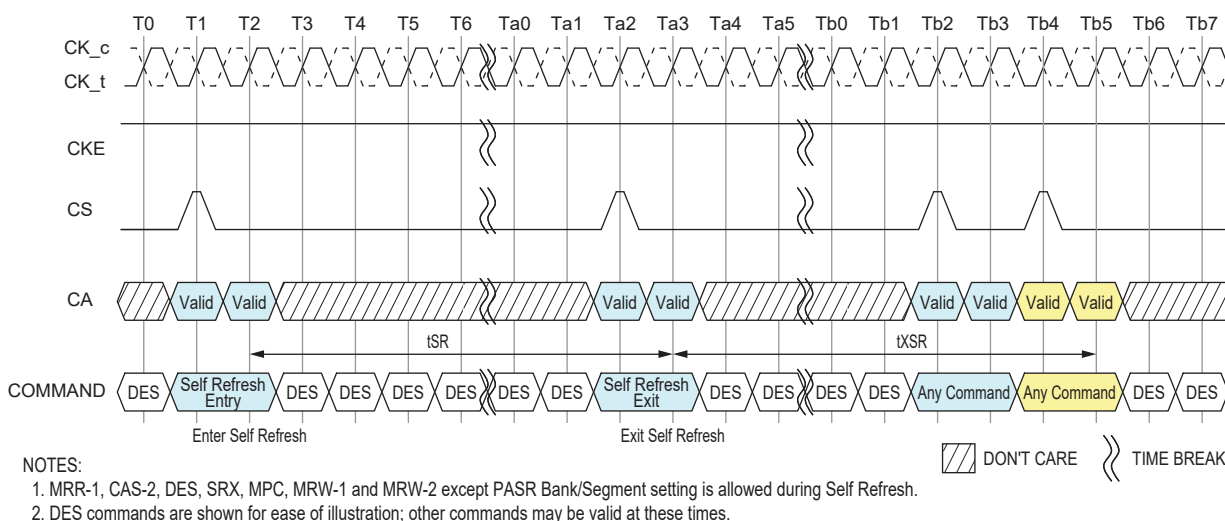 T0 T1 T2 T3 T4 T5 T6 Ta0 Ta1 Ta2 Ta3 Ta4 Ta5 Tb0 Tb1 Tb2 Tb3 Tb4 Tb5 Tb6 Tb7
CK_c
CK_t
CKE
CS
CA Valid Valid Valid Valid Valid Valid Valid Valid
tSR tXSR
COMMAND DES Self Refresh Entry DES DES DES DES DES DES Self Refresh Exit DES DES DES DES Any Command Any Command DES DES
Enter Self Refresh Exit Self Refresh
DON'T CARE TIME BREAK
NOTES:
1. MRR-1, CAS-2, DES, SRX, MPC, MRW-1 and MRW-2 except PASR Bank/Segment setting is allowed during Self Refresh.
2. DES commands are shown for ease of illustration; other commands may be valid at these times.